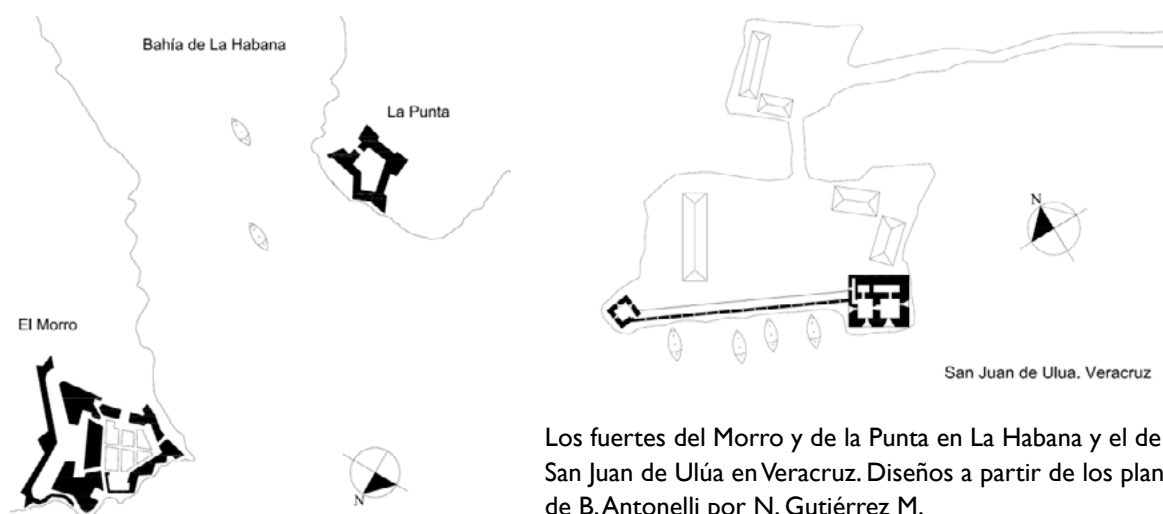 Bahía de La Habana
La Punta
El Morro
N
N
San Juan de Ulua. Veracruz
Los fuertes del Morro y de la Punta en La Habana y el de
San Juan de Ulúa en Veracruz. Diseños a partir de los plan
de B. Antonelli por N. Gutiérrez M.